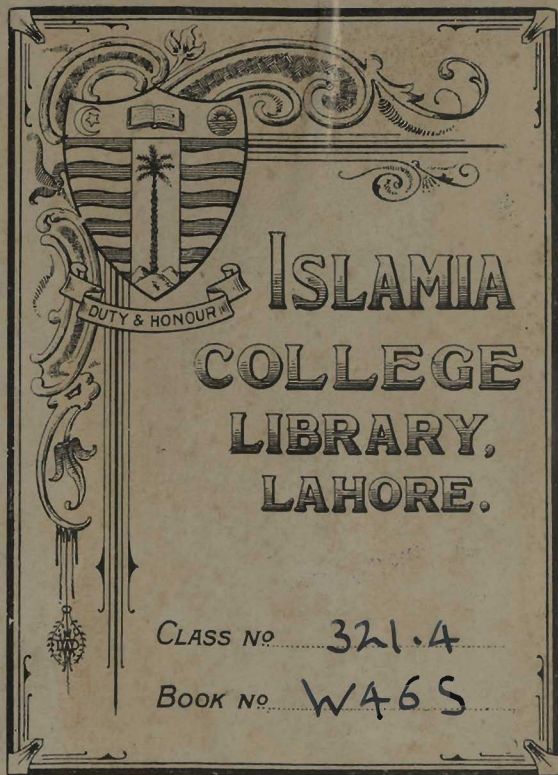 DUTY & HONOUR
ISLAMIA
COLLEGE
LIBRARY,
LAHORE.
CLASS Nº 321.4
BOOK Nº W46S